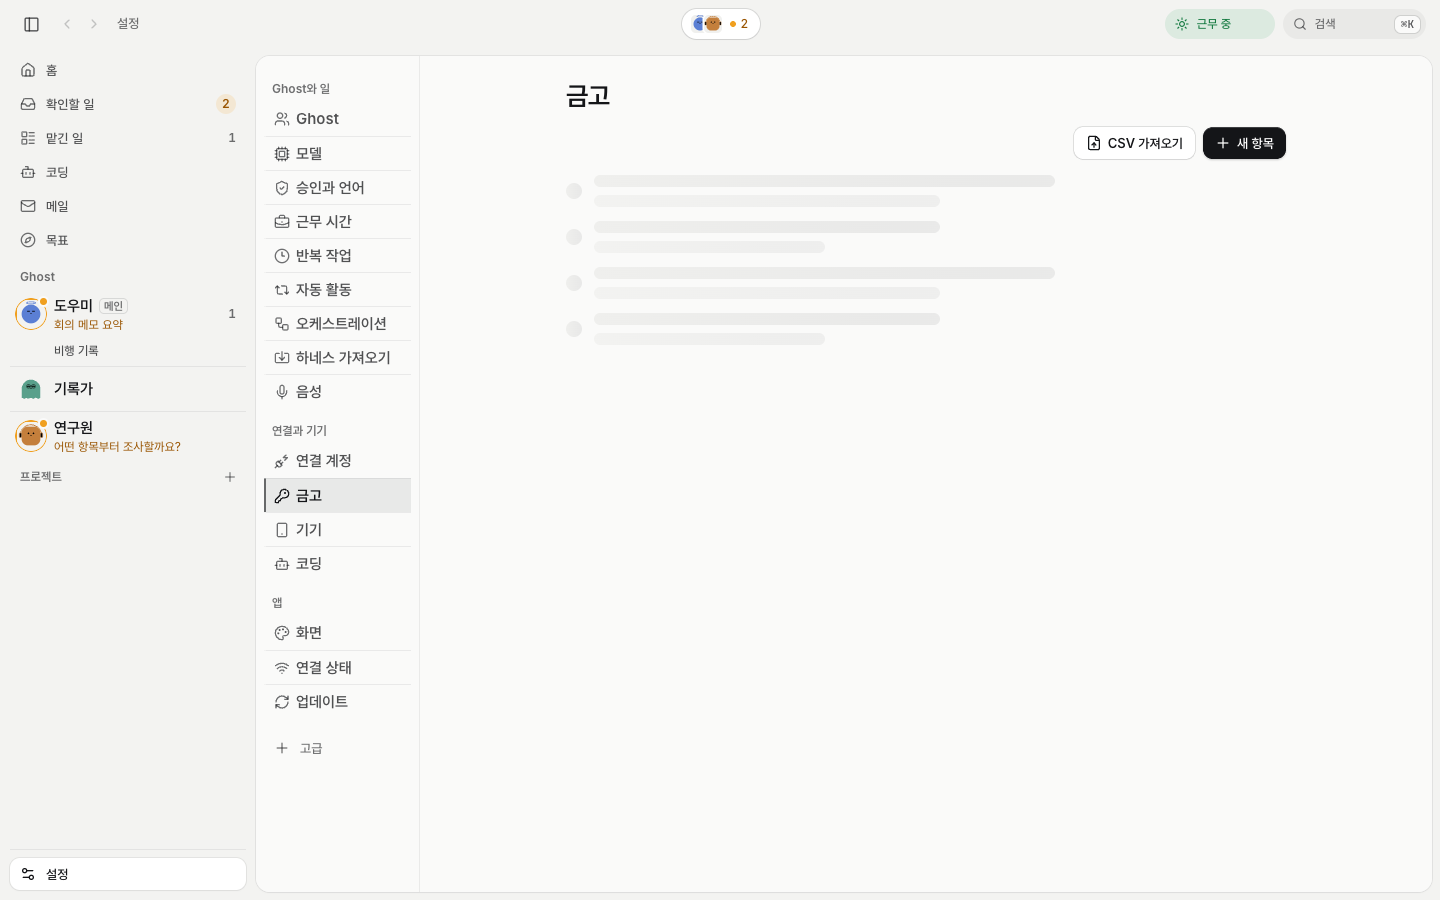 설정
2
근무 중
검색
⌘K
홈
확인할 일
2
맡긴 일
1
코딩
메일
목표
Ghost
도우미
메인
회의 메모 요약
1
비행 기록
기록가
연구원
어떤 항목부터 조사할까요?
프로젝트
설정
Ghost와 일
Ghost
모델
승인과 언어
근무 시간
반복 작업
자동 활동
오케스트레이션
하네스 가져오기
음성
연결과 기기
연결 계정
금고
기기
코딩
앱
화면
연결 상태
업데이트
고급
금고
CSV 가져오기
새 항목